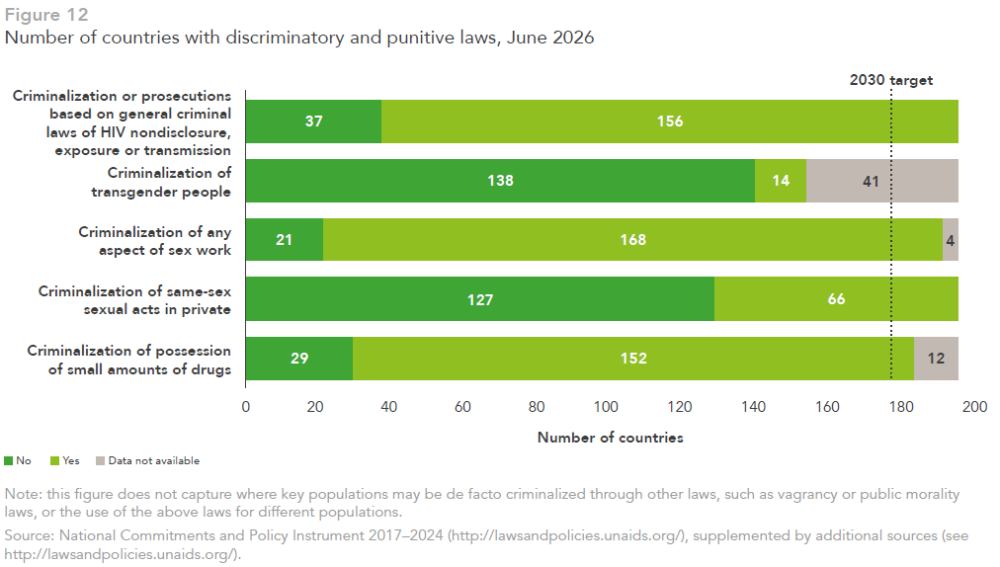 Figure 12
Number of countries with discriminatory and punitive laws, June 2026
2030 target
Criminalization or prosecutions
based on general criminal
laws of HIV nondisclosure,
exposure or transmission
37
156
Criminalization of
transgender people
138
14
41
Criminalization of any
aspect of sex work
21
168
4
Criminalization of same-sex
sexual acts in private
127
66
Criminalization of possession
of small amounts of drugs
29
152
12
0 20 40 60 80 100 120 140 160 180 200
Number of countries
No Yes Data not available
Note: this figure does not capture where key populations may be de facto criminalized through other laws, such as vagrancy or public morality
laws, or the use of the above laws for different populations.
Source: National Commitments and Policy Instrument 2017–2024 (http://lawsandpolicies.unaids.org/), supplemented by additional sources (see
http://lawsandpolicies.unaids.org/).